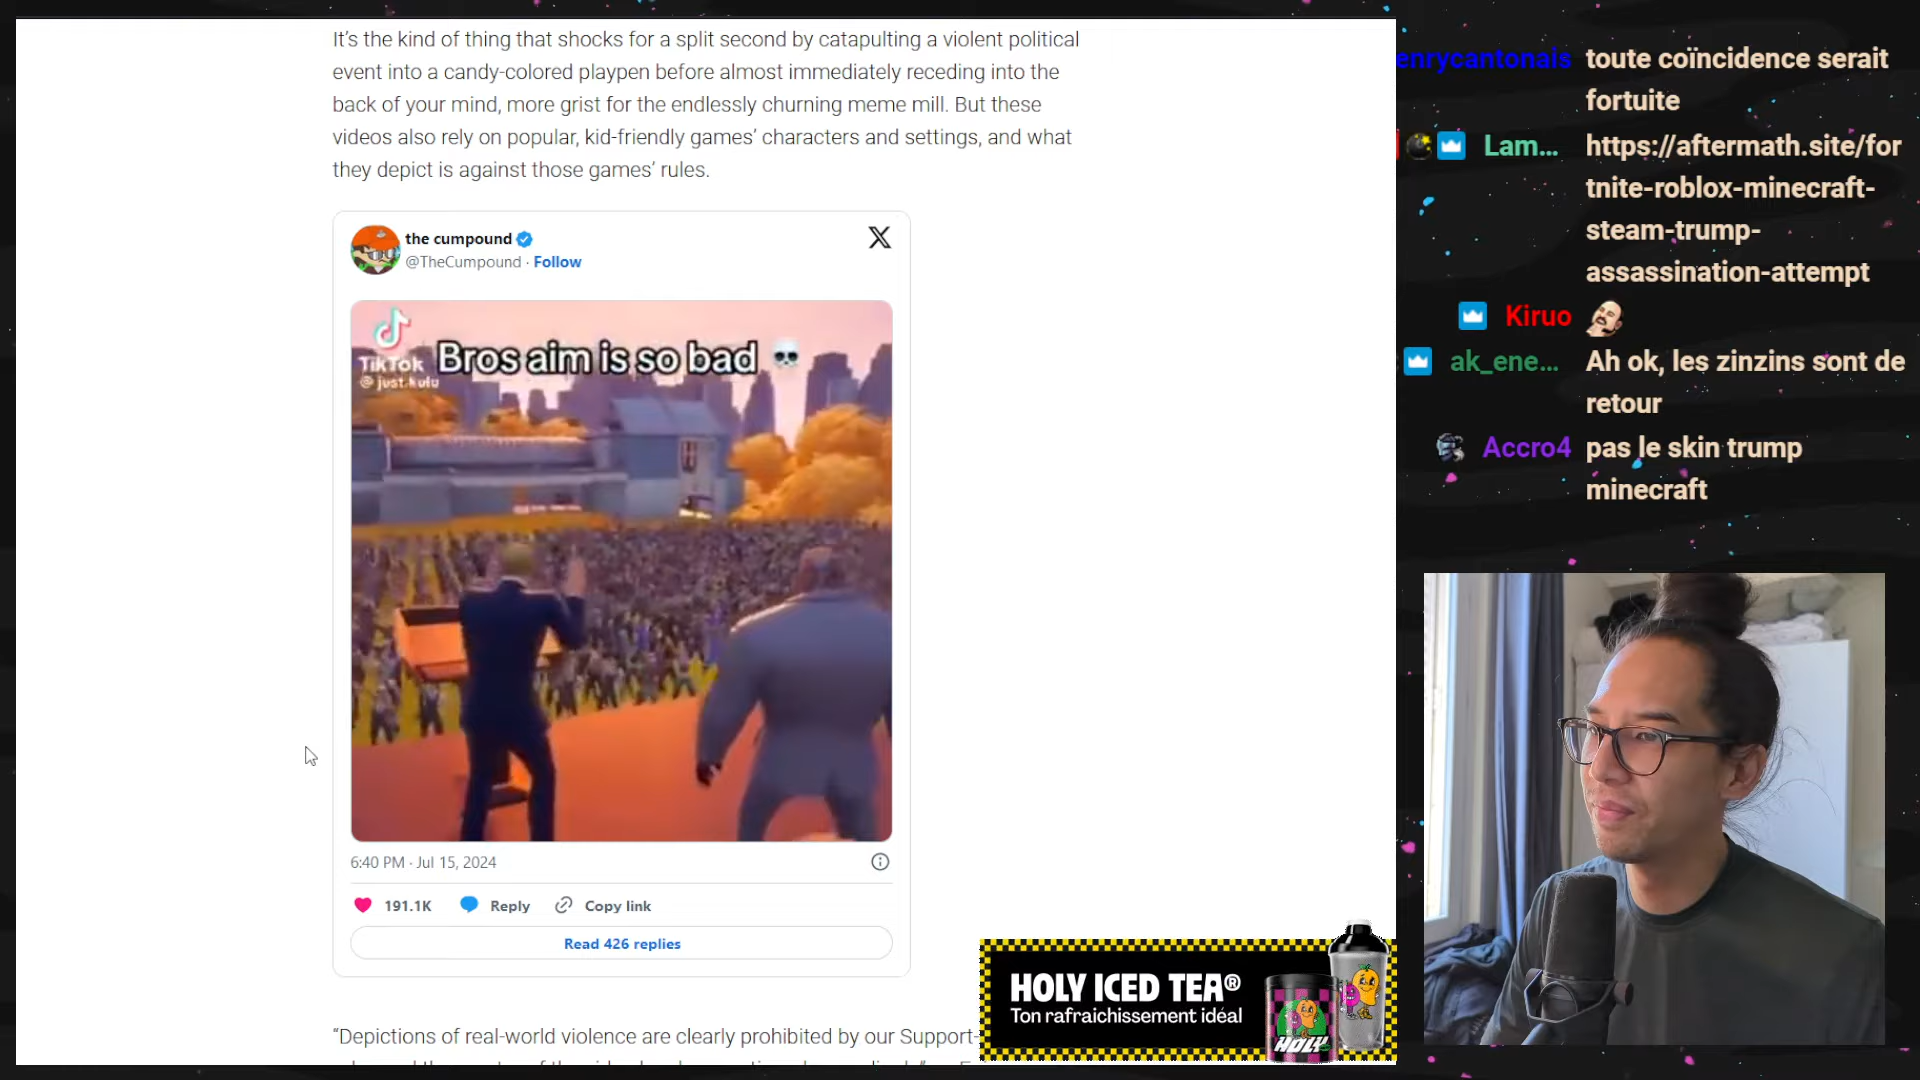 It's the kind of thing that shocks for a split second by catapulting a violent political
event into a candy-colored playpen before almost immediately receding into the
back of your mind, more grist for the endlessly churning meme mill. But these
videos also rely on popular, kid-friendly games' characters and settings, and what
they depict is against those games' rules.
the cumpound
@TheCumpound · Follow
TikTok
@just.kulu
Bros aim is so bad 💀
6:40 PM · Jul 15, 2024
191.1K Reply Copy link
Read 426 replies
“Depictions of real-world violence are clearly prohibited by our Support-
enrycantonais toute coïncidence serait
fortuite
Lam... https://aftermath.site/for
tnite-roblox-minecraft-
steam-trump-
assassination-attempt
Kiruo
ak_ene... Ah ok, les zinzins sont de
retour
Accro4 pas le skin trump
minecraft
HOLY ICED TEA®
Ton rafraichissement idéal
HOLY